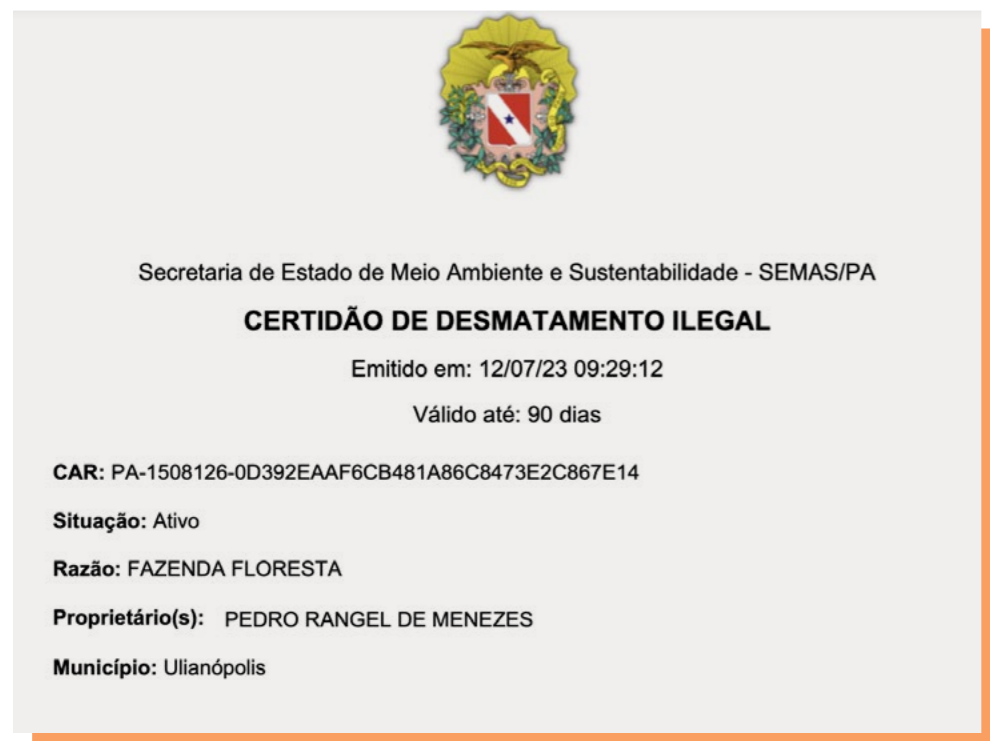 Secretaria de Estado de Meio Ambiente e Sustentabilidade - SEMAS/PA
CERTIDÃO DE DESMATAMENTO ILEGAL
Emitido em: 12/07/23 09:29:12
Válido até: 90 dias
CAR: PA-1508126-0D392EAAF6CB481A86C8473E2C867E14
Situação: Ativo
Razão: FAZENDA FLORESTA
Proprietário(s): PEDRO RANGEL DE MENEZES
Município: Ulianópolis